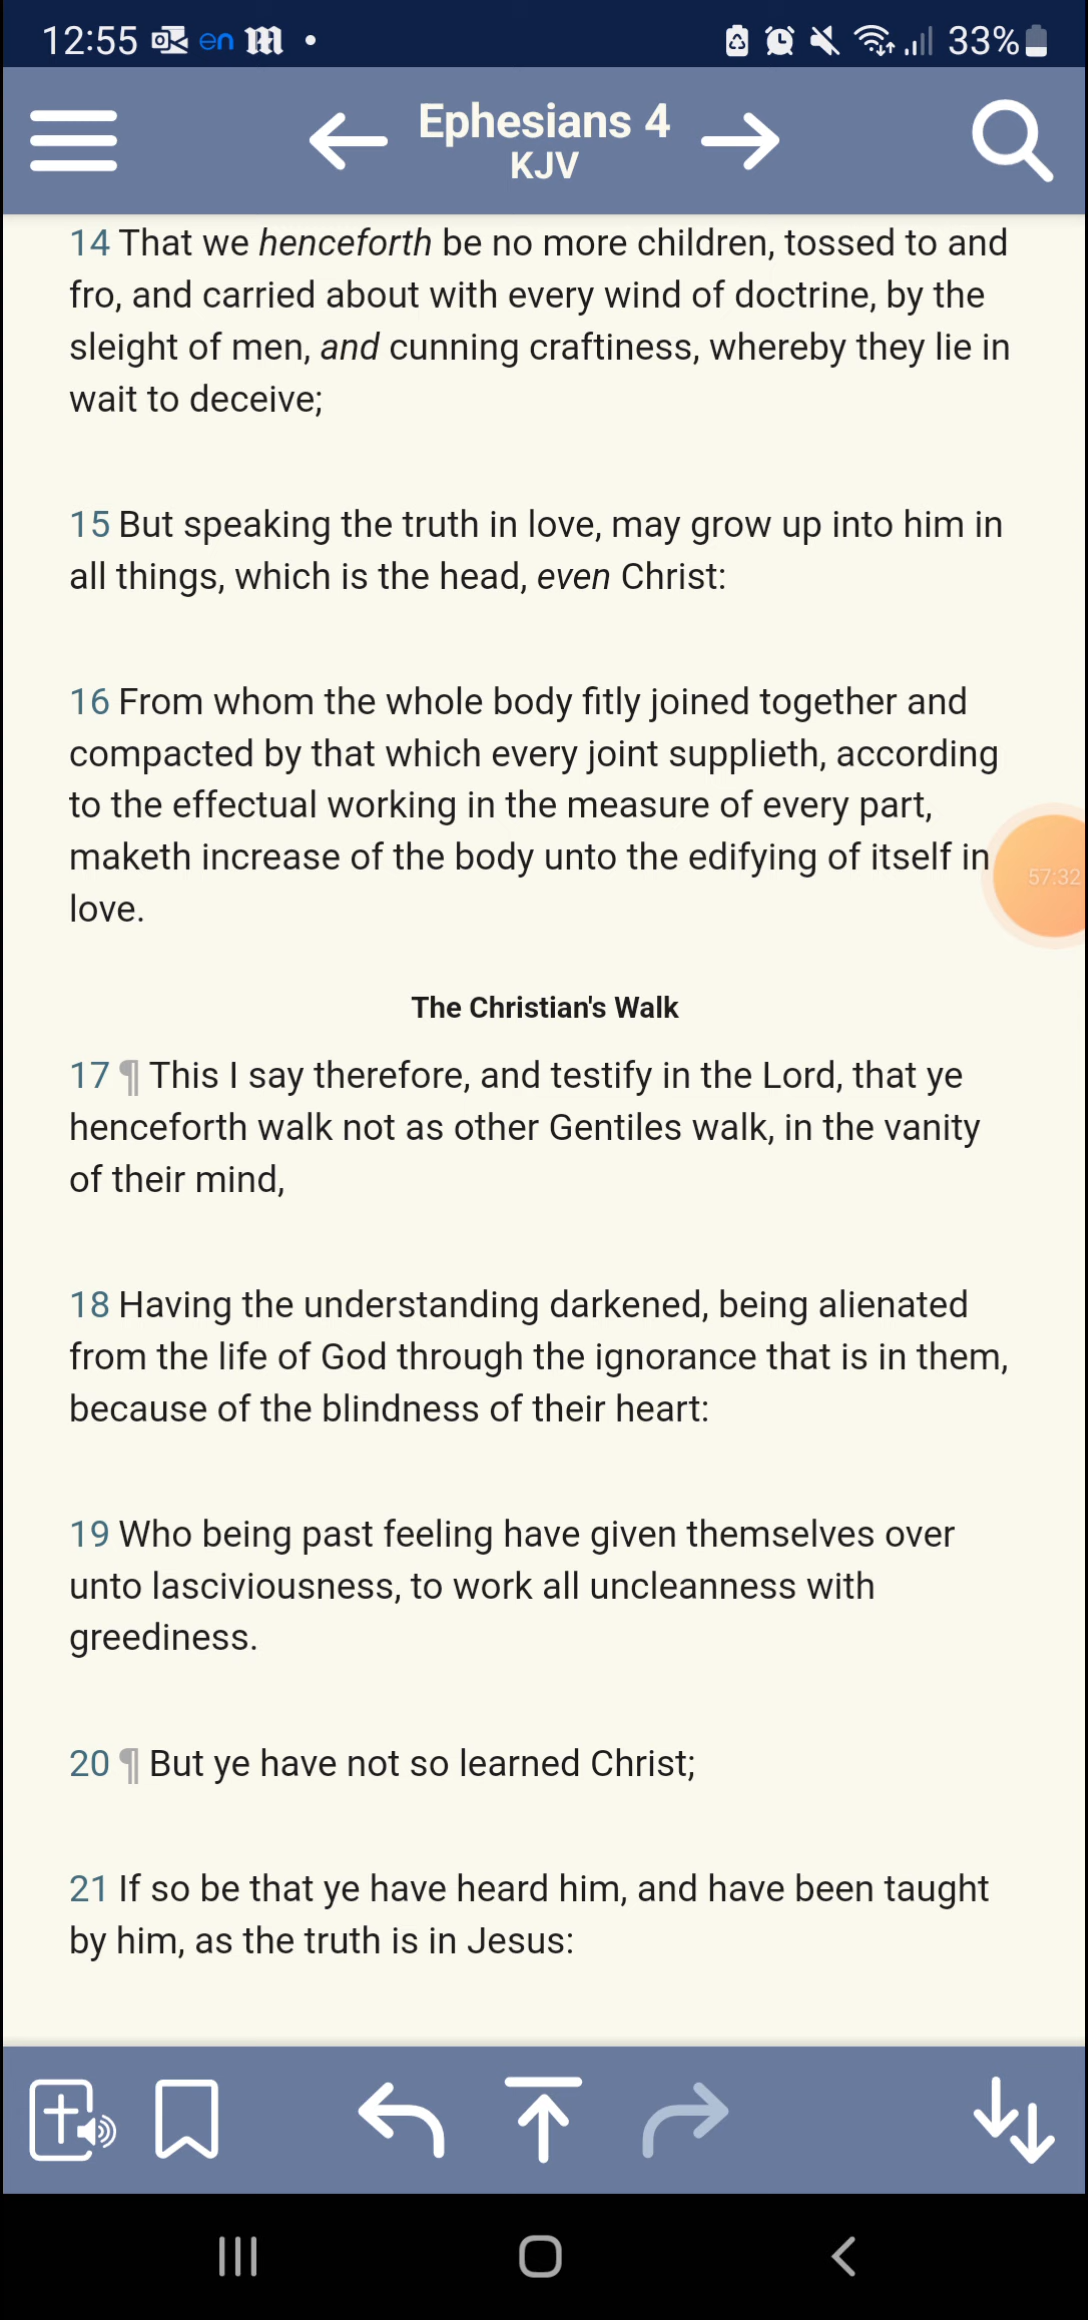 12:55 en 33%
Ephesians 4
KJV
14 That we henceforth be no more children, tossed to and
fro, and carried about with every wind of doctrine, by the
sleight of men, and cunning craftiness, whereby they lie in
wait to deceive;
15 But speaking the truth in love, may grow up into him in
all things, which is the head, even Christ:
16 From whom the whole body fitly joined together and
compacted by that which every joint supplieth, according
to the effectual working in the measure of every part,
maketh increase of the body unto the edifying of itself in
57:32
love.
The Christian's Walk
17 ¶ This I say therefore, and testify in the Lord, that ye
henceforth walk not as other Gentiles walk, in the vanity
of their mind,
18 Having the understanding darkened, being alienated
from the life of God through the ignorance that is in them,
because of the blindness of their heart:
19 Who being past feeling have given themselves over
unto lasciviousness, to work all uncleanness with
greediness.
20 ¶ But ye have not so learned Christ;
21 If so be that ye have heard him, and have been taught
by him, as the truth is in Jesus: